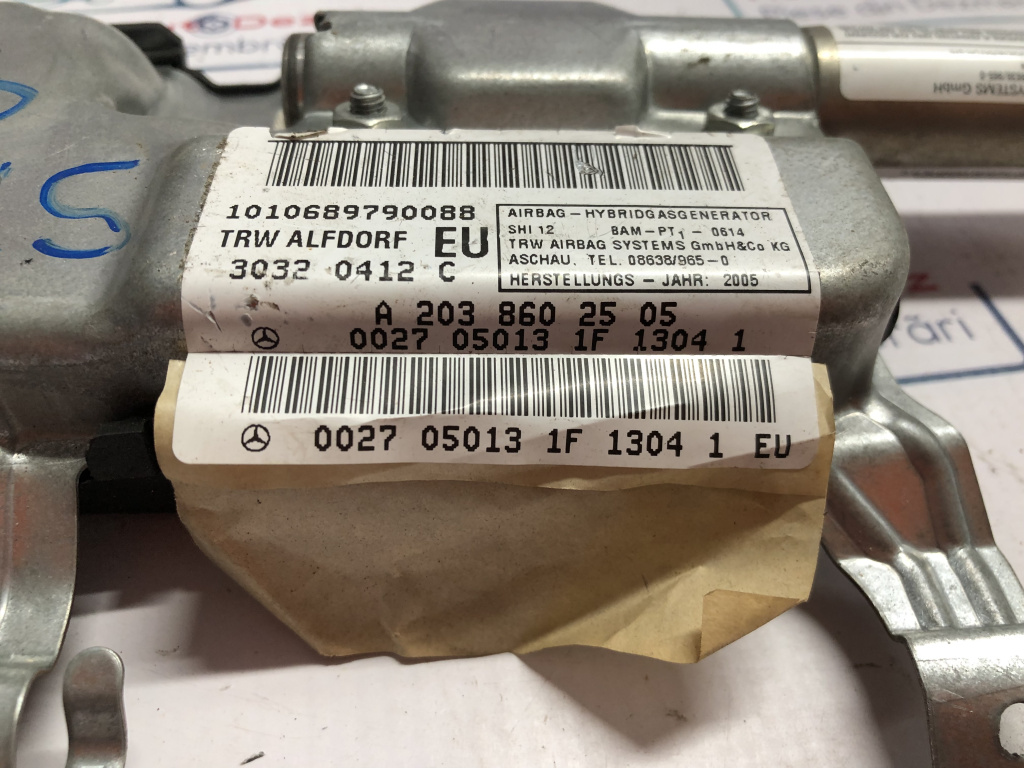 1010689790088
TRW ALFDORF EU
3032 0412 C
AIRBAG - HYBRIDGASGENERATOR
SHI 12 BAM-PT1 - 0614
TRW AIRBAG SYSTEMS GmbH&Co KG
ASCHAU. TEL. 08638/965-0
HERSTELLUNGS - JAHR: 2005
A 203 860 25 05
0027 05013 1F 1304 1
0027 05013 1F 1304 1 EU
SYSTEMS GmbH
S